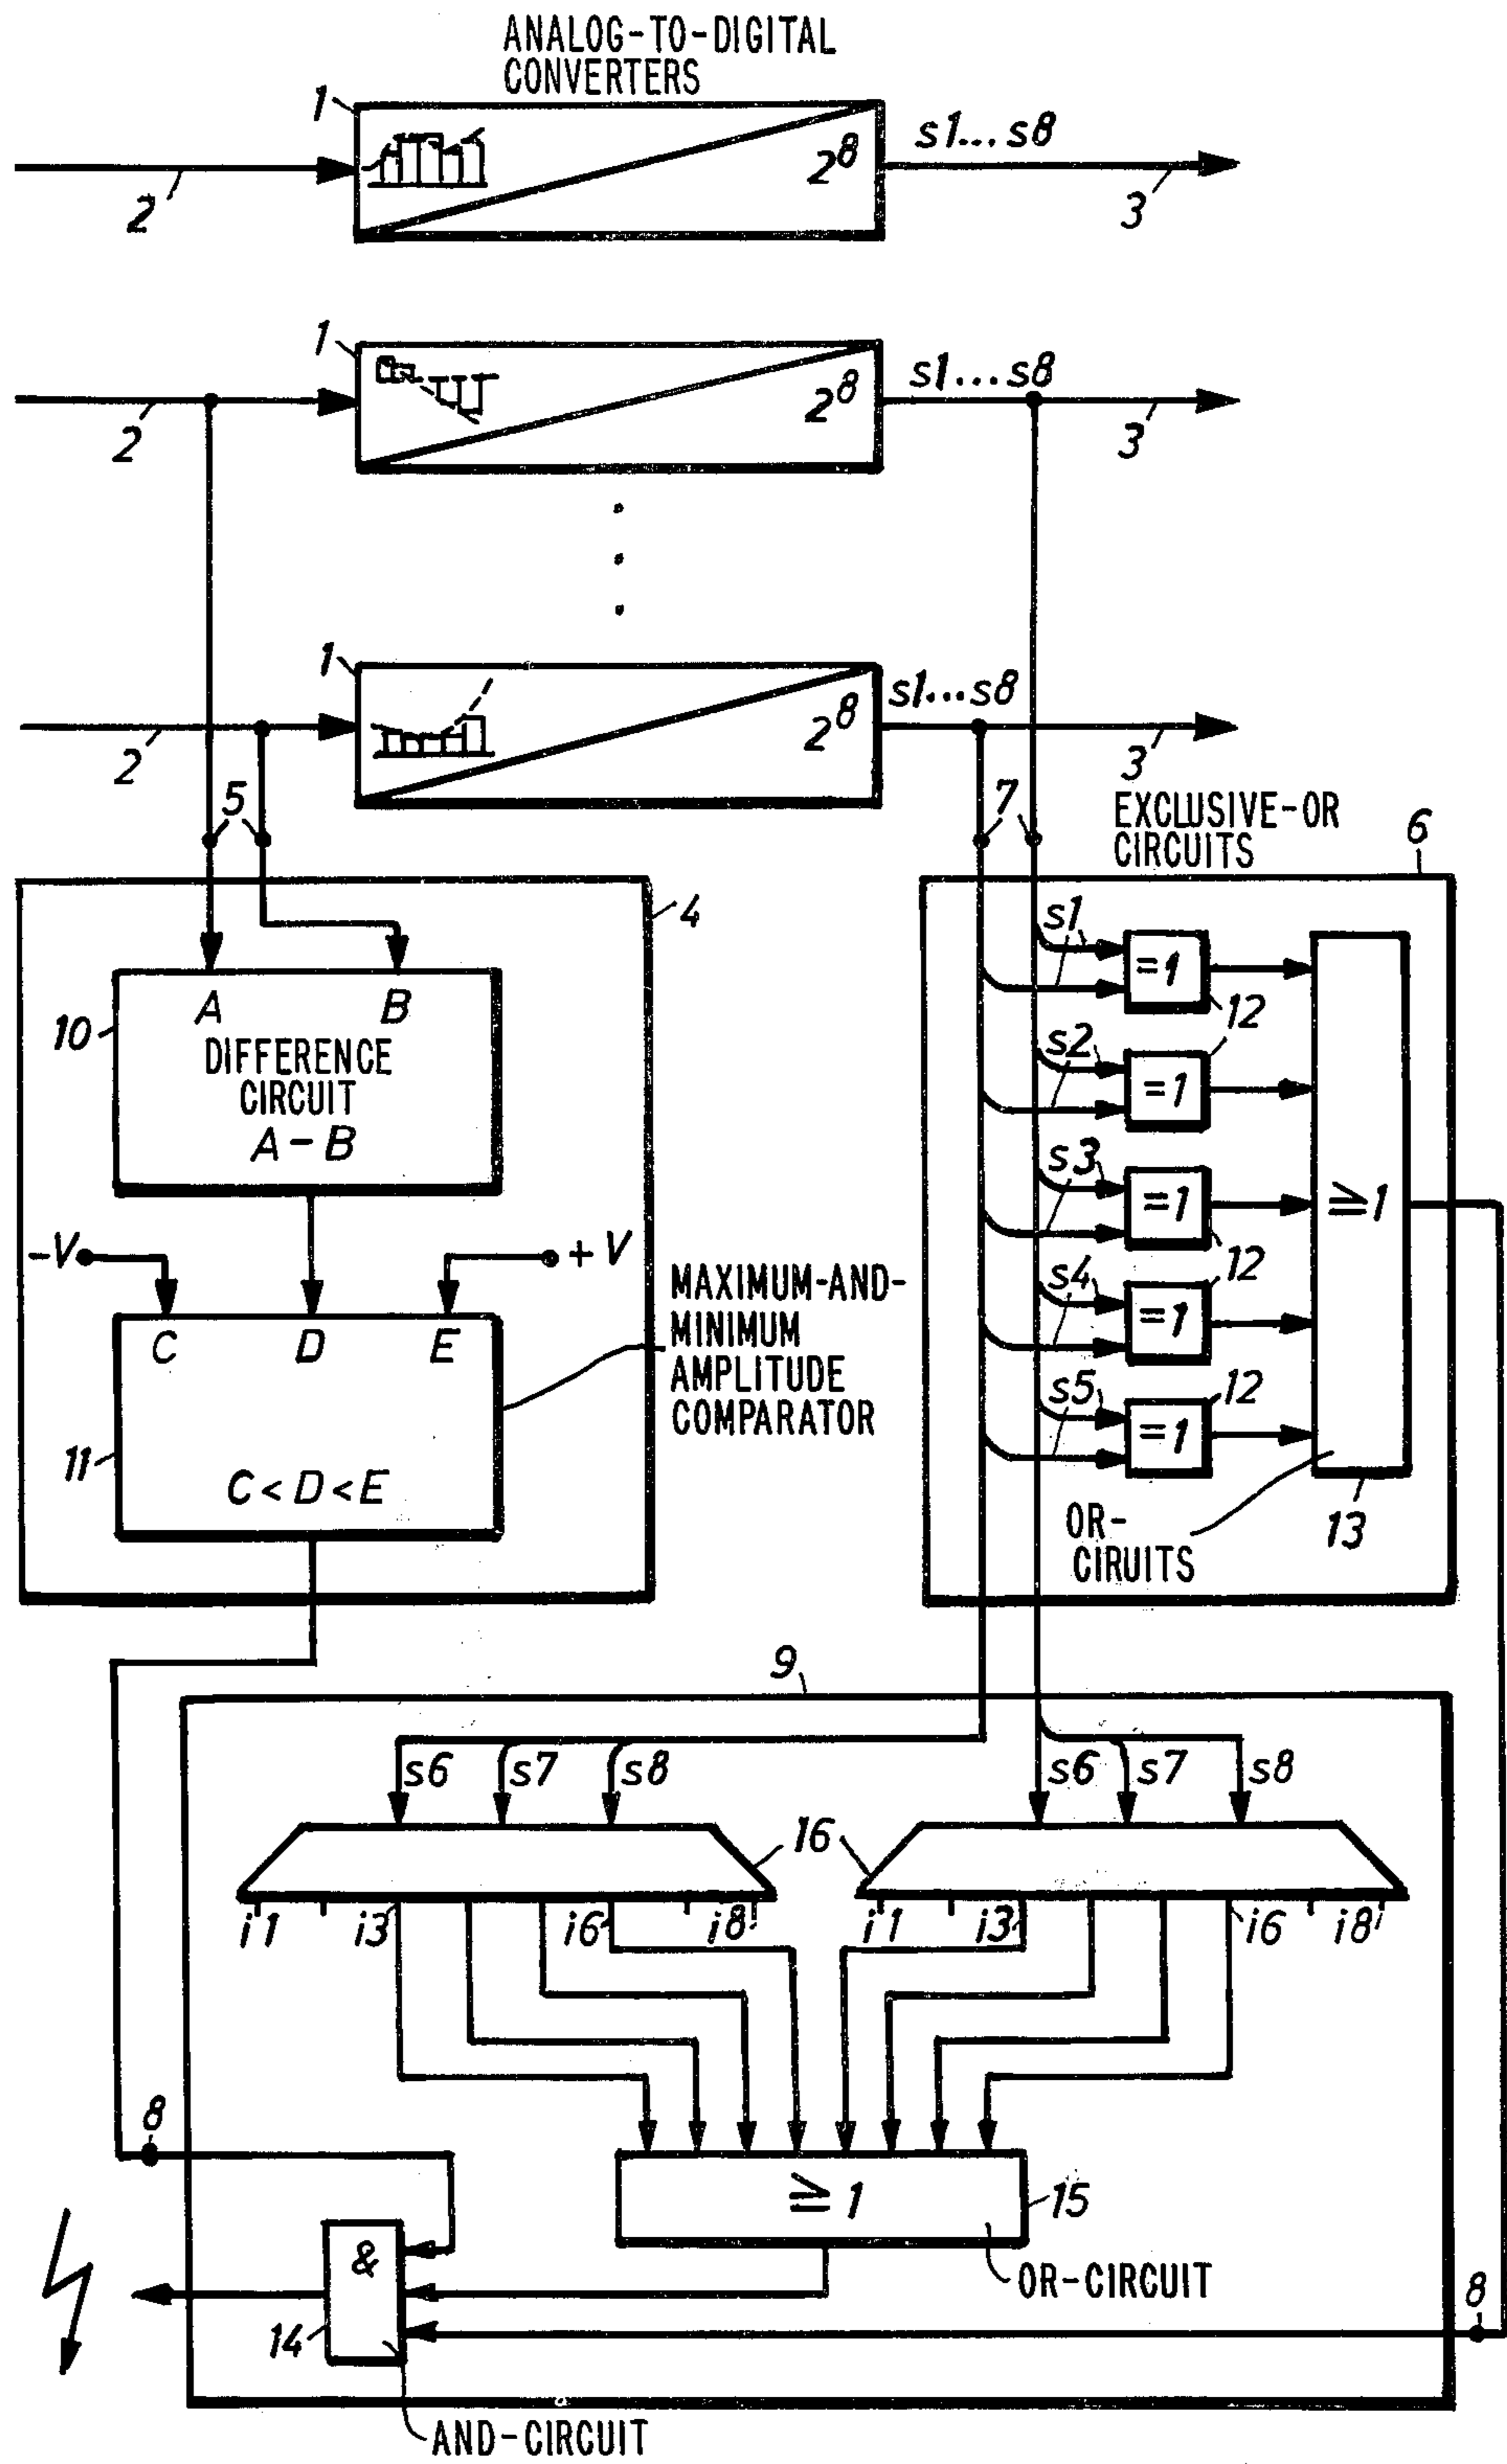 ANALOG-TO-DIGITAL
CONVERTERS
1
2
2^8
s1...s8
3
1
2
2^8
s1...s8
3
1
2
2^8
s1...s8
3
5
7
EXCLUSIVE-OR
CIRCUITS
6
4
10
A
B
DIFFERENCE
CIRCUIT
A-B
-V
+V
C
D
E
11
C<D<E
MAXIMUM-AND-
MINIMUM
AMPLITUDE
COMPARATOR
s1
=1
12
s2
=1
12
s3
=1
12
s4
=1
12
s5
=1
12
≧1
OR-
CIRUITS
13
9
s6
s7
s8
s6
s7
s8
16
i1
i3
i6
i8
i1
i3
i6
i8
8
≧1
15
OR-CIRCUIT
&
14
8
AND-CIRCUIT